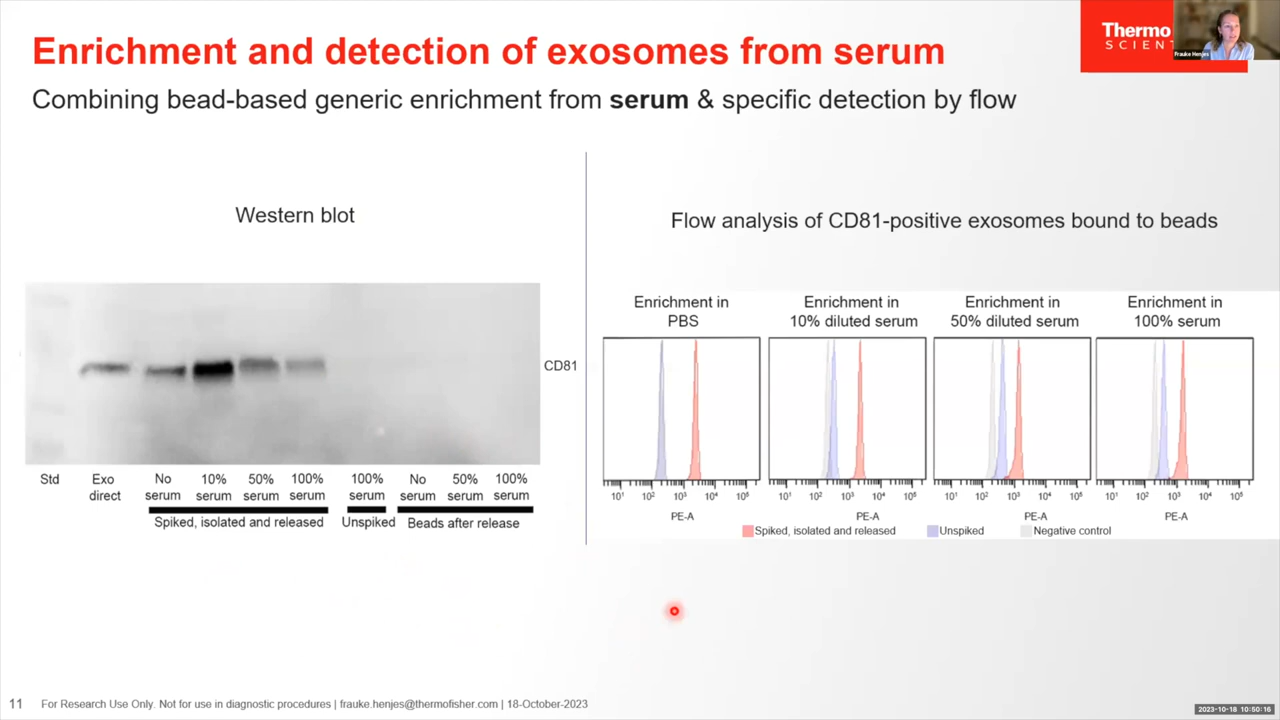 Enrichment and detection of exosomes from serum
Thermo
SCIENT
Frauke Henjes
Combining bead-based generic enrichment from serum & specific detection by flow
Western blot
CD81
Std
Exo direct
No serum
10% serum
50% serum
100% serum
100% serum
No serum
50% serum
100% serum
Spiked, isolated and released
Unspiked
Beads after release
Flow analysis of CD81-positive exosomes bound to beads
Enrichment in
PBS
Enrichment in
10% diluted serum
Enrichment in
50% diluted serum
Enrichment in
100% serum
10¹ 10² 10³ 10⁴ 10⁵
10¹ 10² 10³ 10⁴ 10⁵
10¹ 10² 10³ 10⁴ 10⁵
10¹ 10² 10³ 10⁴ 10⁵
PE-A
PE-A
PE-A
PE-A
Spiked, isolated and released
Unspiked
Negative control
11 For Research Use Only. Not for use in diagnostic procedures | frauke.henjes@thermofisher.com | 18-October-2023
2023-10-18 10:50:16